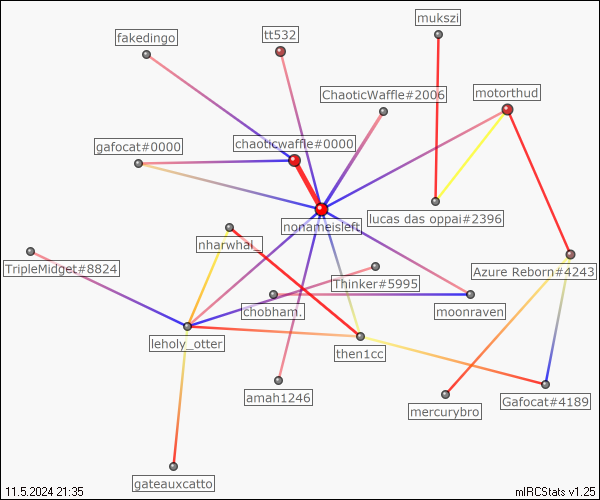 mukszi
fakedingo
tt532
motorthud
ChaoticWaffle#2006
chaoticwaffle#0000
gafocat#0000
lucas das oppai#2396
nonameisleft
nharwhal_
TripleMidget#8824
Azure Reborn#4243
Thinker#5995
chobham.
moonraven
leholy_otter
then1cc
amah1246
Gafocat#4189
mercurybro
gateauxcatto
11.5.2024 21:35
mIRCStats v1.25